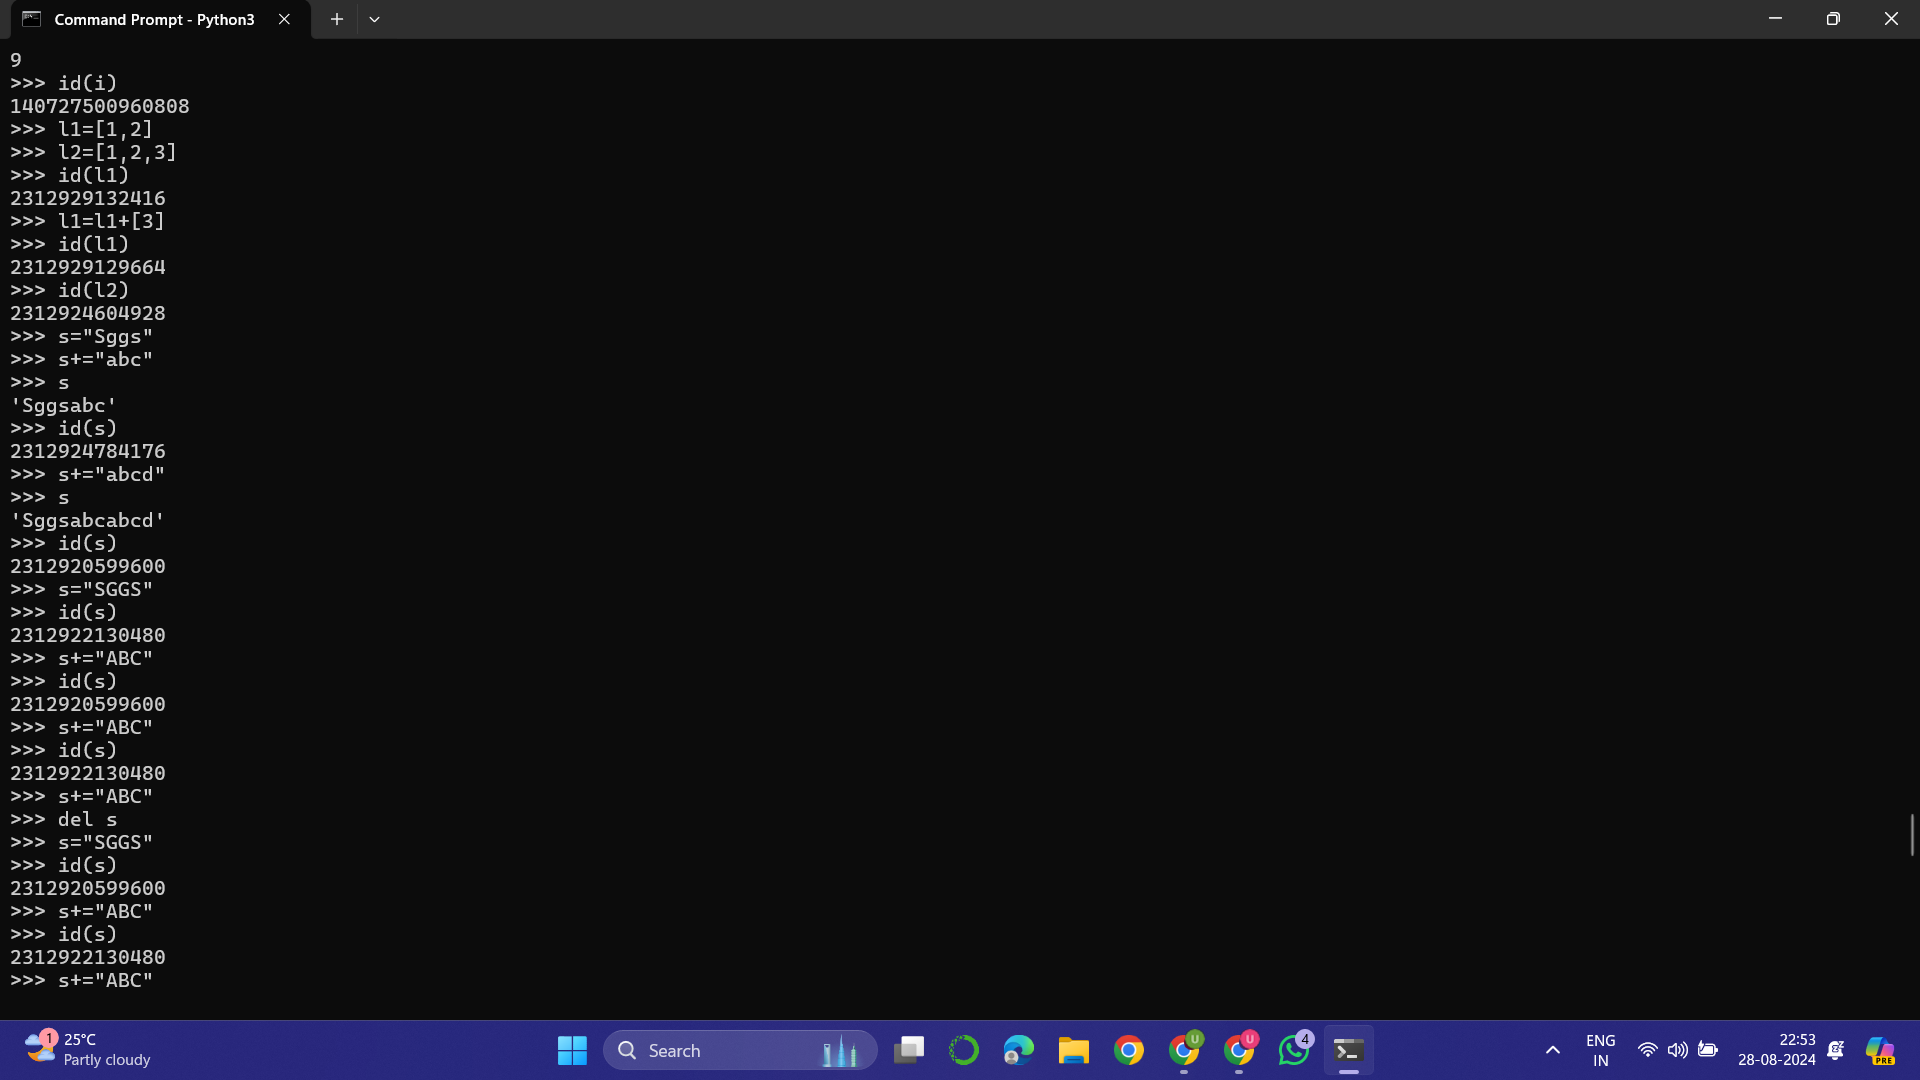 Command Prompt - Python3
9
>>> id(i)
140727500960808
>>> l1=[1,2]
>>> l2=[1,2,3]
>>> id(l1)
2312929132416
>>> l1=l1+[3]
>>> id(l1)
2312929129664
>>> id(l2)
2312924604928
>>> s="Sggs"
>>> s+="abc"
>>> s
'Sggsabc'
>>> id(s)
2312924784176
>>> s+="abcd"
>>> s
'Sggsabcabcd'
>>> id(s)
2312920599600
>>> s="SGGS"
>>> id(s)
2312922130480
>>> s+="ABC"
>>> id(s)
2312920599600
>>> s+="ABC"
>>> id(s)
2312922130480
>>> s+="ABC"
>>> del s
>>> s="SGGS"
>>> id(s)
2312920599600
>>> s+="ABC"
>>> id(s)
2312922130480
>>> s+="ABC"
1
25°C
Partly cloudy
Search
U
U
4
ENG
IN
22:53
28-08-2024
PRE